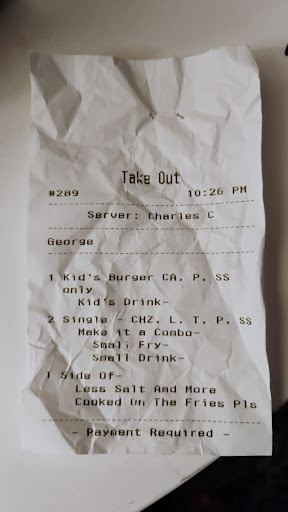 Take Out
#209 10:26 PM
Server: Charles C
George
1 Kid's Burger CA, P, SS
only
Kid's Drink-
2 Single - CHZ, L, T, P, SS
Make it a Combo-
Small Fry-
Small Drink-
1 Side Of-
Less Salt And More
Cooked On The Fries Pls
- Payment Required -